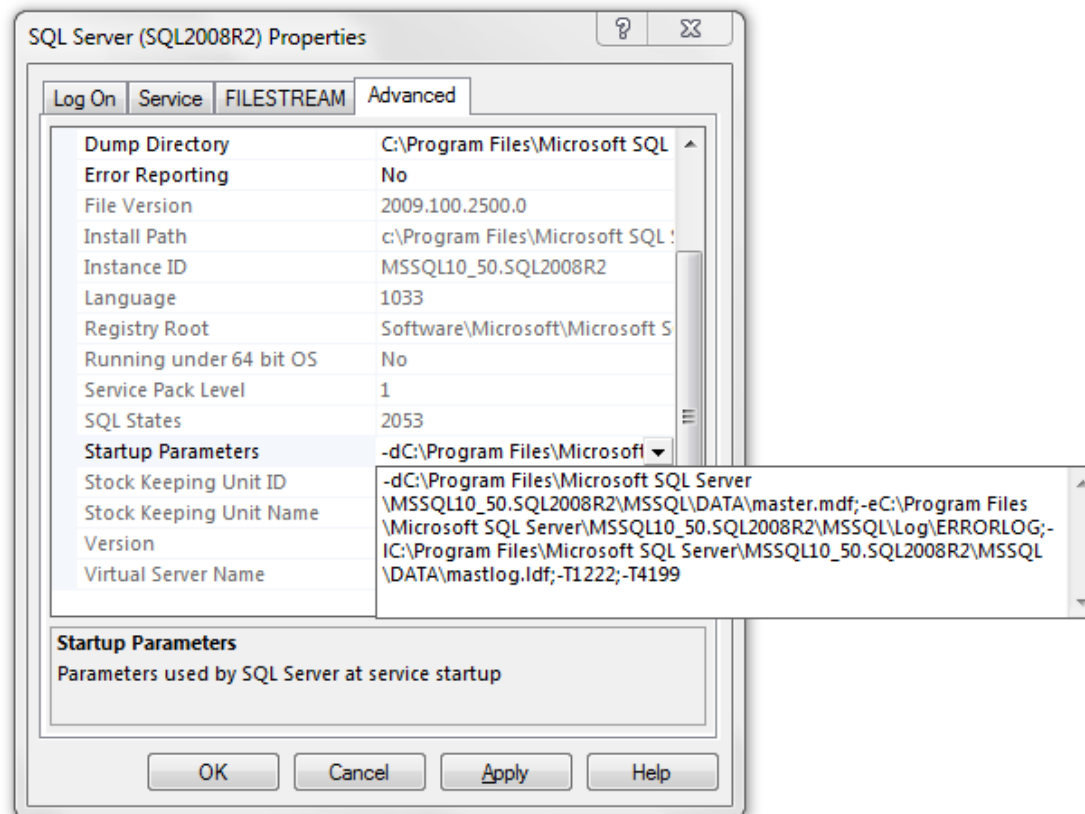 SQL Server (SQL2008R2) Properties
Log On Service FILESTREAM Advanced
Dump Directory C:\Program Files\Microsoft SQL
Error Reporting No
File Version 2009.100.2500.0
Install Path c:\Program Files\Microsoft SQL
Instance ID MSSQL10_50.SQL2008R2
Language 1033
Registry Root Software\Microsoft\Microsoft S
Running under 64 bit OS No
Service Pack Level 1
SQL States 2053
Startup Parameters -dC:\Program Files\Microsoft
Stock Keeping Unit ID
Stock Keeping Unit Name
Version
Virtual Server Name
-dC:\Program Files\Microsoft SQL Server
\MSSQL10_50.SQL2008R2\MSSQL\DATA\master.mdf;-eC:\Program Files
\Microsoft SQL Server\MSSQL10_50.SQL2008R2\MSSQL\Log\ERRORLOG;-
lC:\Program Files\Microsoft SQL Server\MSSQL10_50.SQL2008R2\MSSQL
\DATA\mastlog.ldf;-T1222;-T4199
Startup Parameters
Parameters used by SQL Server at service startup
OK Cancel Apply Help